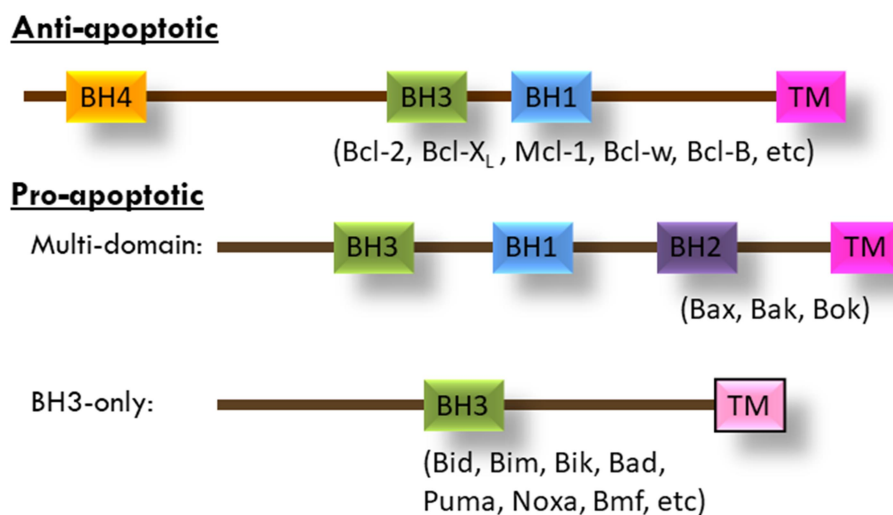 Anti-apoptotic
BH4 BH3 BH1 TM
(Bcl-2, Bcl-XL , Mcl-1, Bcl-w, Bcl-B, etc)
Pro-apoptotic
Multi-domain: BH3 BH1 BH2 TM
(Bax, Bak, Bok)
BH3-only: BH3 TM
(Bid, Bim, Bik, Bad,
Puma, Noxa, Bmf, etc)